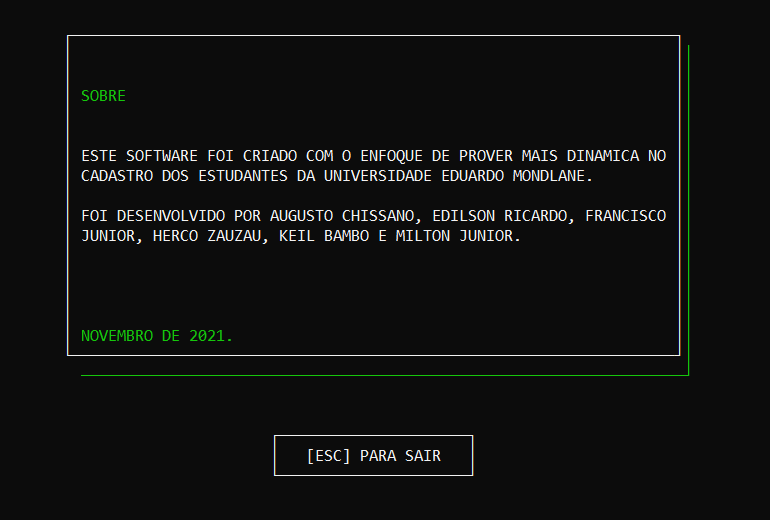 SOBRE
ESTE SOFTWARE FOI CRIADO COM O ENFOQUE DE PROVER MAIS DINAMICA NO
CADASTRO DOS ESTUDANTES DA UNIVERSIDADE EDUARDO MONDLANE.
FOI DESENVOLVIDO POR AUGUSTO CHISSANO, EDILSON RICARDO, FRANCISCO
JUNIOR, HERCO ZAUZAU, KEIL BAMBO E MILTON JUNIOR.
NOVEMBRO DE 2021.
[ESC] PARA SAIR